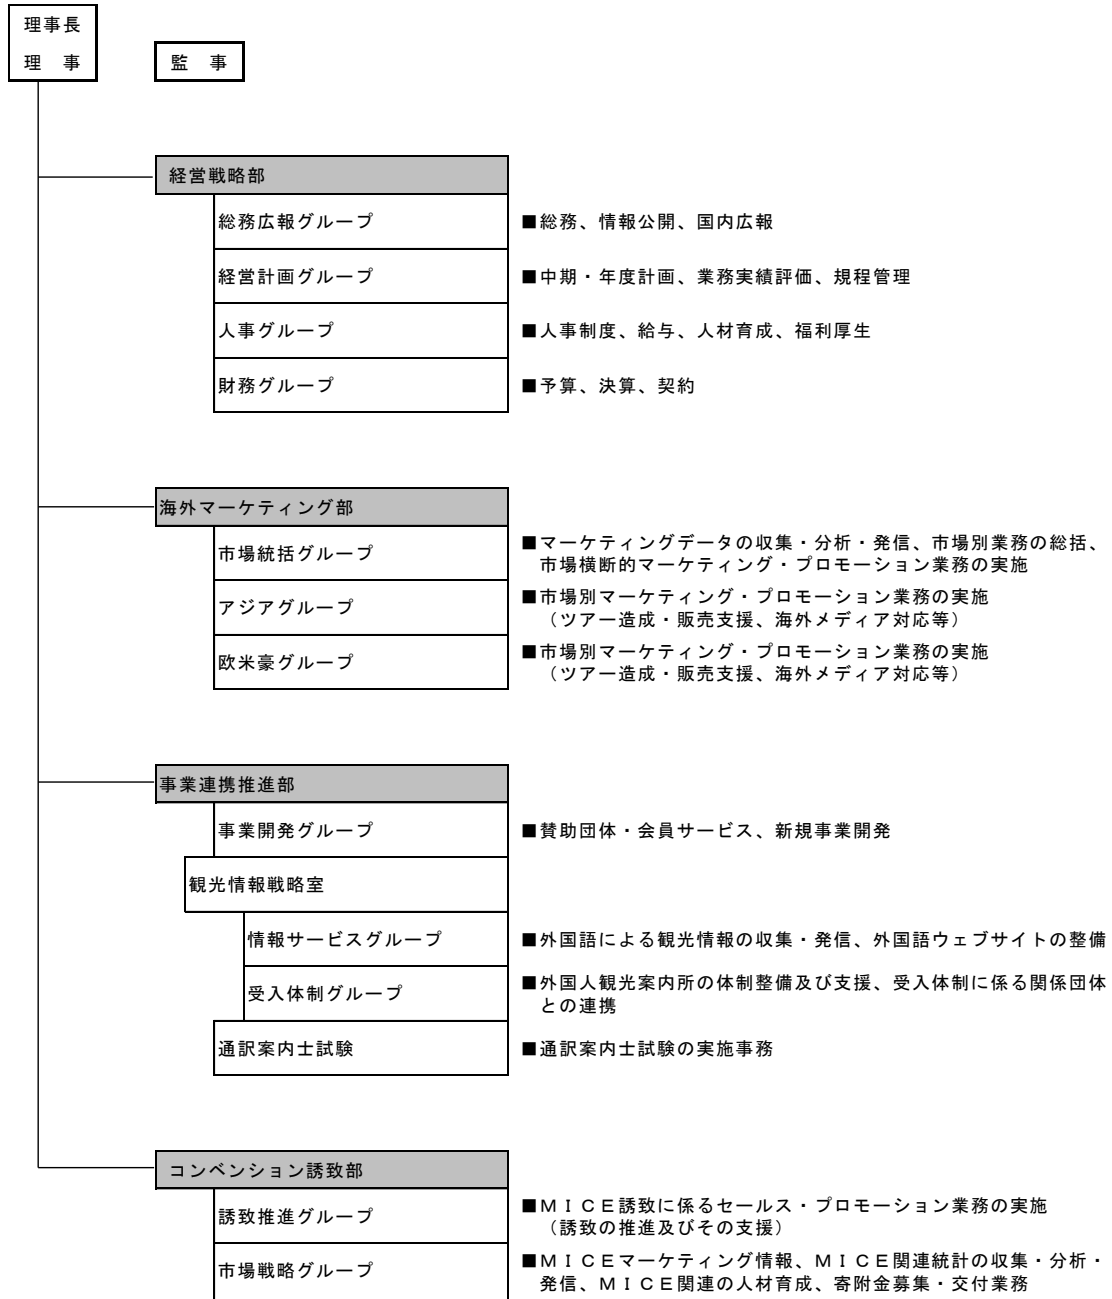 理事長
理　事
監　事
経営戦略部
総務広報グループ
■総務、情報公開、国内広報
経営計画グループ
■中期・年度計画、業務実績評価、規程管理
人事グループ
■人事制度、給与、人材育成、福利厚生
財務グループ
■予算、決算、契約
海外マーケティング部
市場統括グループ
■マーケティングデータの収集・分析・発信、市場別業務の総括、
市場横断的マーケティング・プロモーション業務の実施
アジアグループ
■市場別マーケティング・プロモーション業務の実施
（ツアー造成・販売支援、海外メディア対応等）
欧米豪グループ
■市場別マーケティング・プロモーション業務の実施
（ツアー造成・販売支援、海外メディア対応等）
事業連携推進部
事業開発グループ
■賛助団体・会員サービス、新規事業開発
観光情報戦略室
情報サービスグループ
■外国語による観光情報の収集・発信、外国語ウェブサイトの整備
受入体制グループ
■外国人観光案内所の体制整備及び支援、受入体制に係る関係団体
との連携
通訳案内士試験
■通訳案内士試験の実施事務
コンベンション誘致部
誘致推進グループ
■ＭＩＣＥ誘致に係るセールス・プロモーション業務の実施
（誘致の推進及びその支援）
市場戦略グループ
■ＭＩＣＥマーケティング情報、ＭＩＣＥ関連統計の収集・分析・
発信、ＭＩＣＥ関連の人材育成、寄附金募集・交付業務